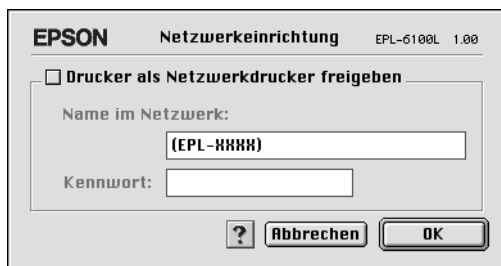 EPSON Netzwerkeinrichtung EPL-6100L 1.00
Drucker als Netzwerkdrucker freigeben
Name im Netzwerk:
(EPL-XXXX)
Kennwort:
? Abbrechen OK